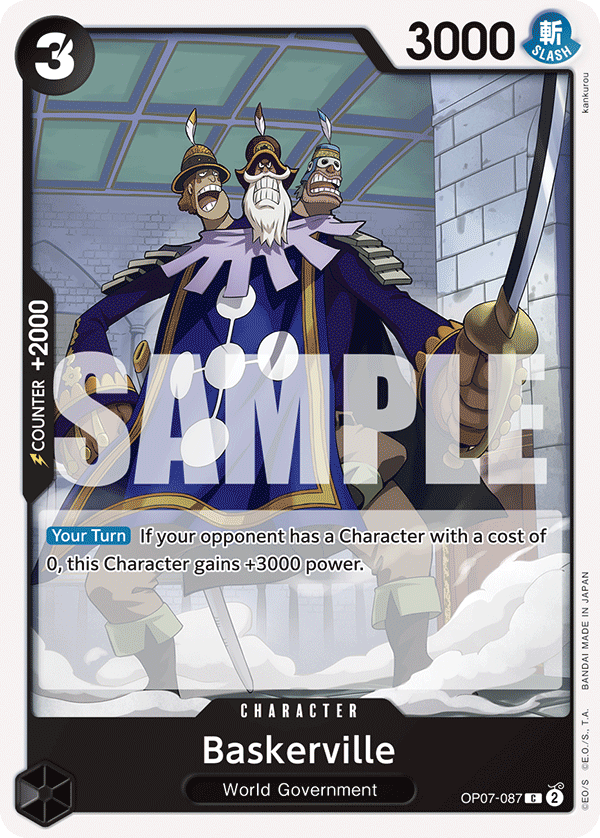 3
3000
斬
SLASH
kankurou
COUNTER +2000
SAMPLE
Your Turn If your opponent has a Character with a cost of
0, this Character gains +3000 power.
CHARACTER
Baskerville
World Government
OP07-087 C 2
©E.O/S ©E.O./S., T.A. BANDAI MADE IN JAPAN